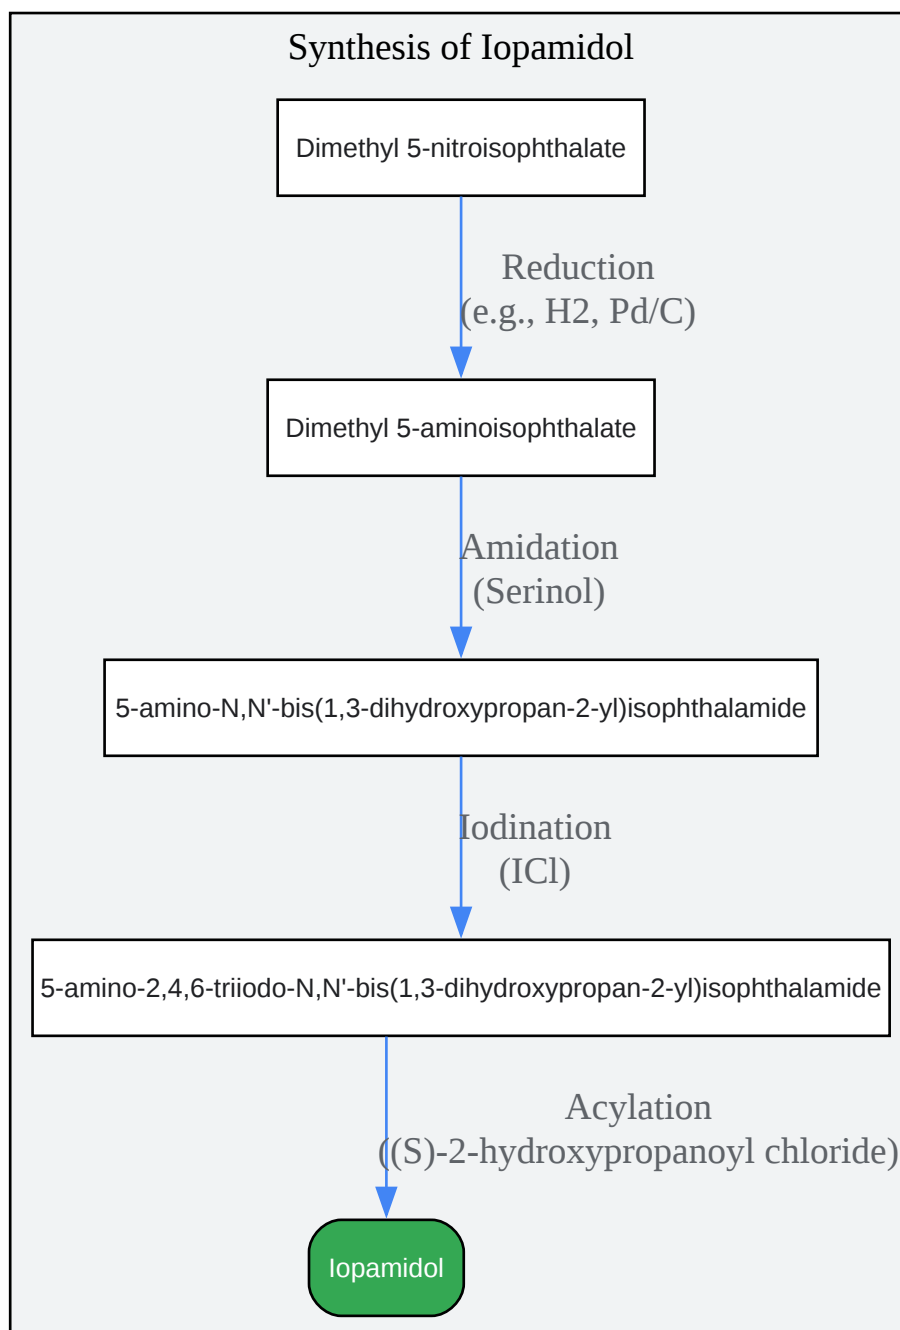 Synthesis of Iopamidol
Dimethyl 5-nitroisophthalate
Reduction
(e.g., H2, Pd/C)
Dimethyl 5-aminoisophthalate
Amidation
(Serinol)
5-amino-N,N'-bis(1,3-dihydroxypropan-2-yl)isophthalamide
Iodination
(ICl)
5-amino-2,4,6-triiodo-N,N'-bis(1,3-dihydroxypropan-2-yl)isophthalamide
Acylation
((S)-2-hydroxypropanoyl chloride)
Iopamidol